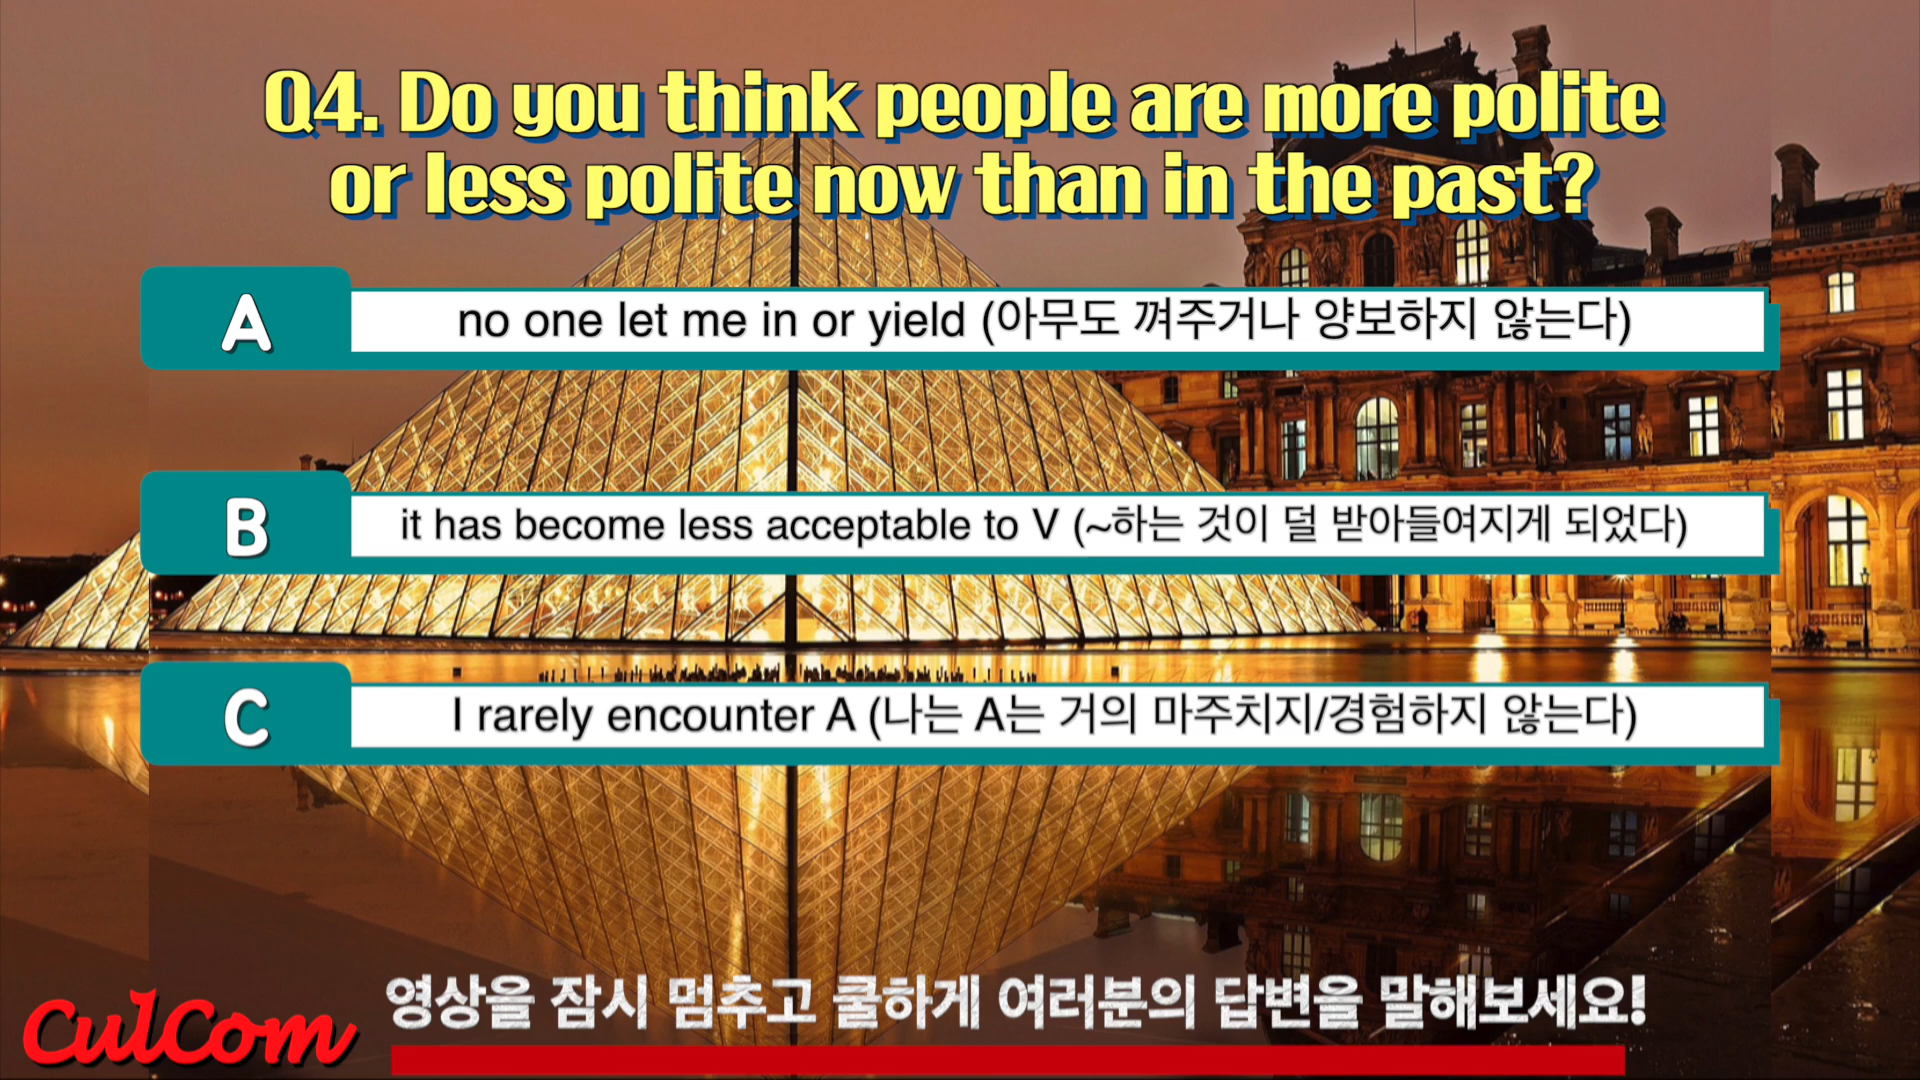 Q4. Do you think people are more polite
or less polite now than in the past?
A
no one let me in or yield (아무도 껴주거나 양보하지 않는다)
B
it has become less acceptable to V (~하는 것이 덜 받아들여지게 되었다)
C
I rarely encounter A (나는 A는 거의 마주치지/경험하지 않는다)
영상을 잠시 멈추고 쿨하게 여러분의 답변을 말해보세요!
CulCom